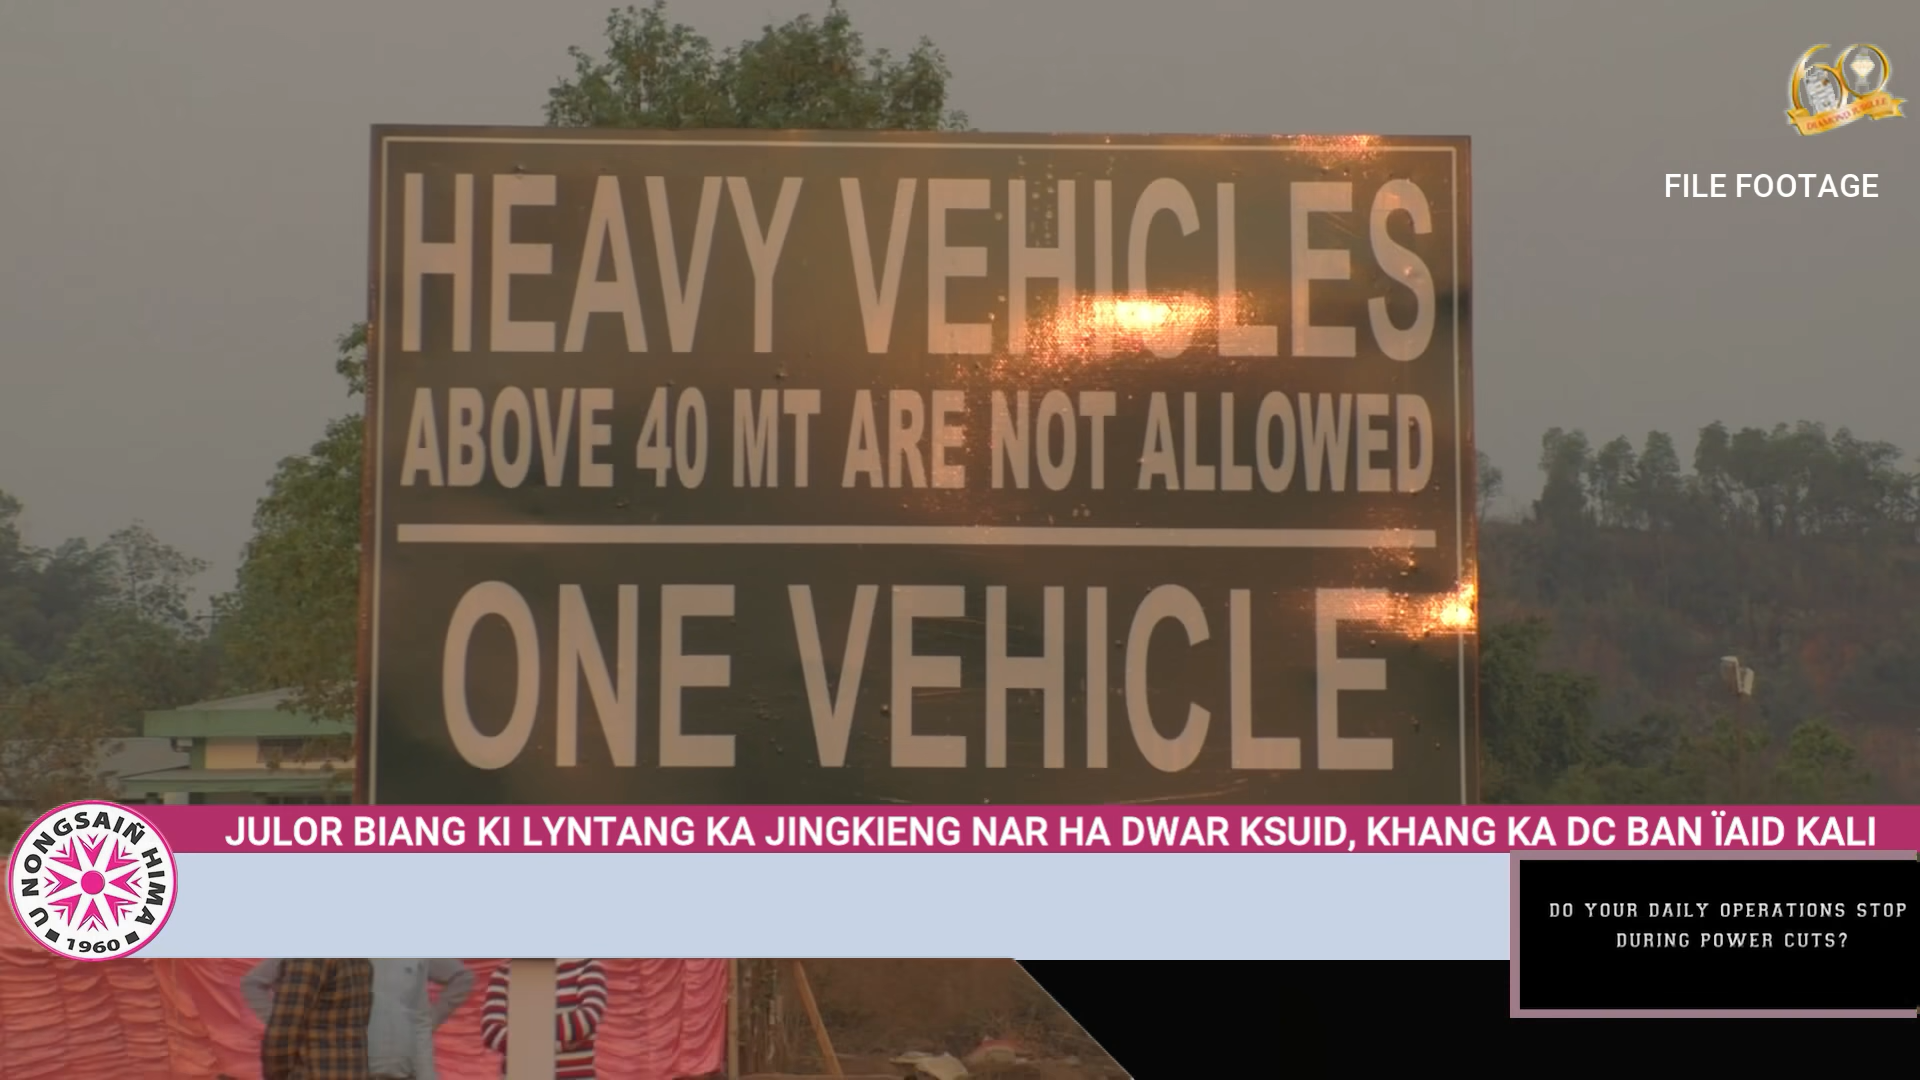 DIAMOND JUBILEE
FILE FOOTAGE
HEAVY VEHICLES
ABOVE 40 MT ARE NOT ALLOWED
ONE VEHICLE
JULOR BIANG KI LYNTANG KA JINGKIENG NAR HA DWAR KSUID, KHANG KA DC BAN ÏAID KALI
U NONGSAIÑ HIMA
1960
DO YOUR DAILY OPERATIONS STOP
DURING POWER CUTS?